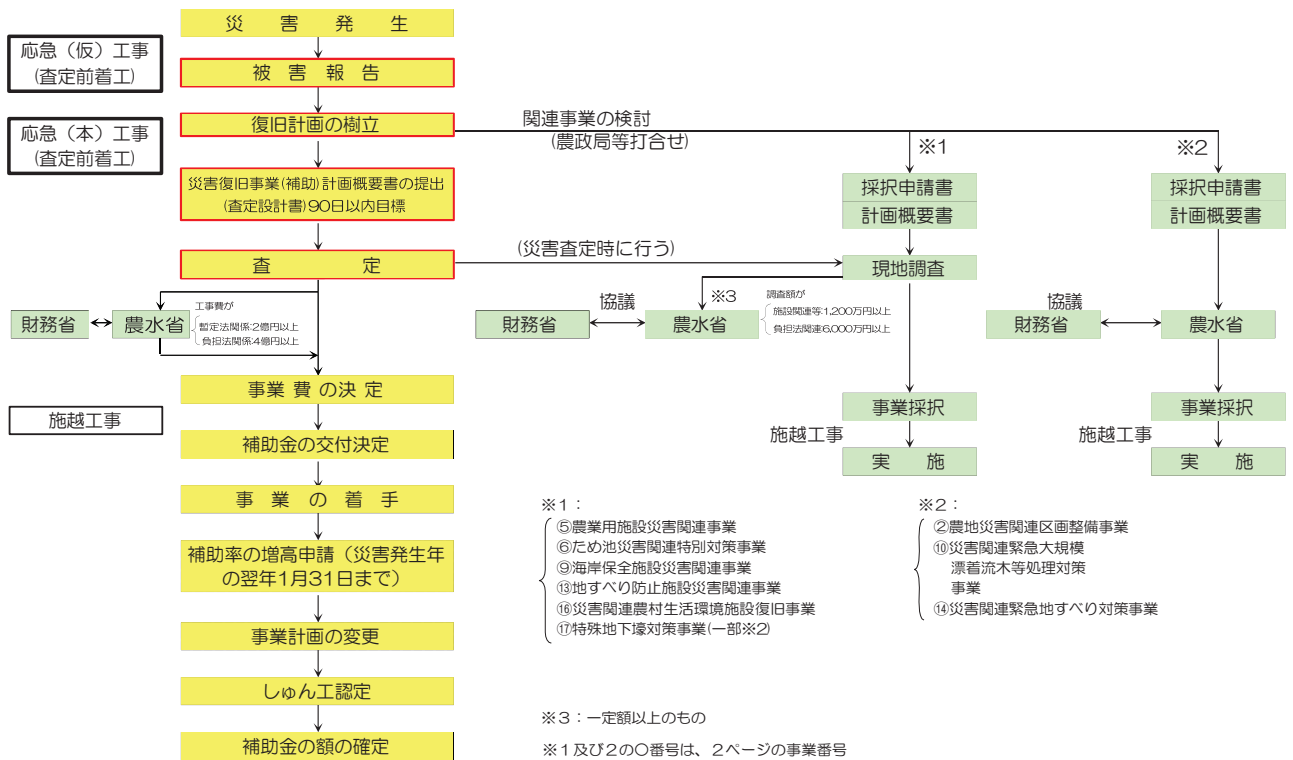 災 害 発 生
応急（仮）工事
(査定前着工)
被 害 報 告
応急（本）工事
(査定前着工)
復旧計画の樹立
関連事業の検討
(農政局等打合せ)
※1
※2
災害復旧事業(補助)計画概要書の提出
(査定設計書)90日以内目標
採択申請書
計画概要書
採択申請書
計画概要書
査 定
(災害査定時に行う)
現地調査
財務省
農水省
工事費が
暫定法関係:2億円以上
負担法関係:4億円以上
財務省
協議
※3
農水省
調査額が
施設関連等:1,200万円以上
負担法関連:6,000万円以上
財務省
協議
農水省
事 業 費 の 決 定
事業採択
事業採択
施越工事
補助金の交付決定
施越工事
実 施
施越工事
実 施
事 業 の 着 手
補助率の増高申請（災害発生年
の翌年1月31日まで）
事業計画の変更
しゅん工認定
補助金の額の確定
※1：
⑤農業用施設災害関連事業
⑥ため池災害関連特別対策事業
⑨海岸保全施設災害関連事業
⑬地すべり防止施設災害関連事業
⑯災害関連農村生活環境施設復旧事業
⑰特殊地下壕対策事業(一部※2)
※2：
②農地災害関連区画整備事業
⑩災害関連緊急大規模
漂着流木等処理対策
事業
⑭災害関連緊急地すべり対策事業
※3：一定額以上のもの
※1及び2の〇番号は、2ページの事業番号